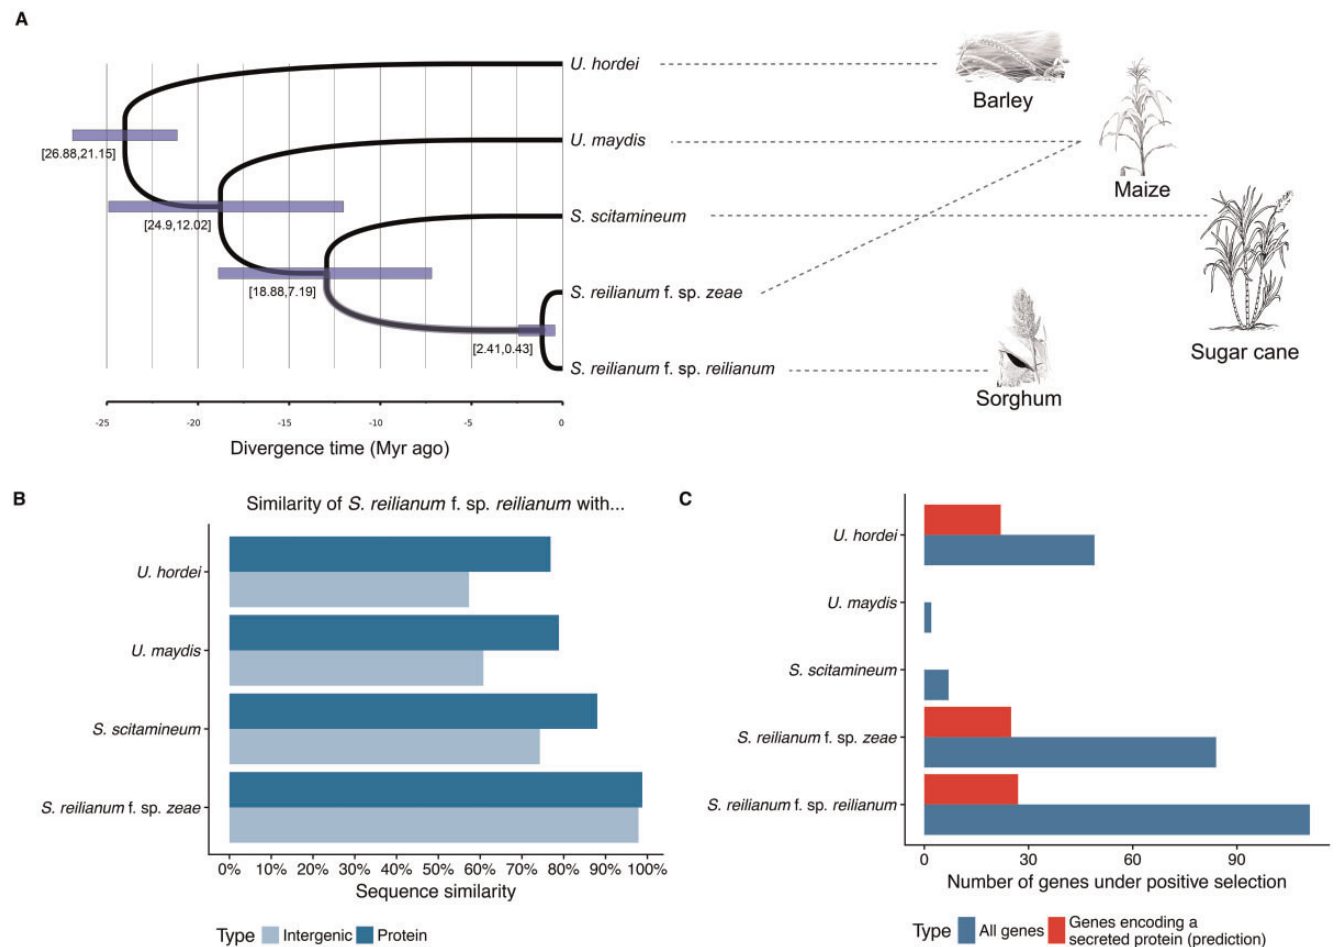 A
U. hordei
Barley
U. maydis
[26.88,21.15]
Maize
S. scitamineum
[24.9,12.02]
S. reilianum f. sp. zeae
[18.88,7.19]
[2.41,0.43]
Sugar cane
S. reilianum f. sp. reilianum
Sorghum
-25 -20 -15 -10 -5 0
Divergence time (Myr ago)
B
Similarity of S. reilianum f. sp. reilianum with...
U. hordei
U. maydis
S. scitamineum
S. reilianum f. sp. zeae
0% 10% 20% 30% 40% 50% 60% 70% 80% 90% 100%
Sequence similarity
Type Intergenic Protein
C
U. hordei
U. maydis
S. scitamineum
S. reilianum f. sp. zeae
S. reilianum f. sp. reilianum
0 30 60 90
Number of genes under positive selection
Type All genes Genes encoding a
secreted protein (prediction)